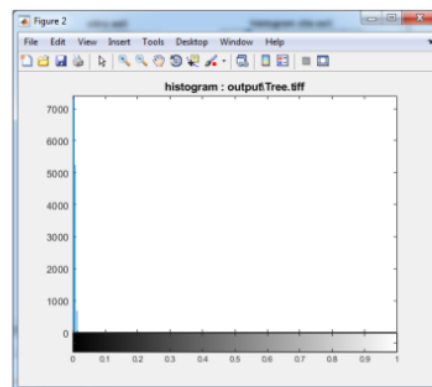 Figure 2
File Edit View Insert Tools Desktop Window Help
histogram : output\Tree.tiff
7000
6000
5000
4000
3000
2000
1000
0
0 0.1 0.2 0.3 0.4 0.5 0.6 0.7 0.8 0.9 1